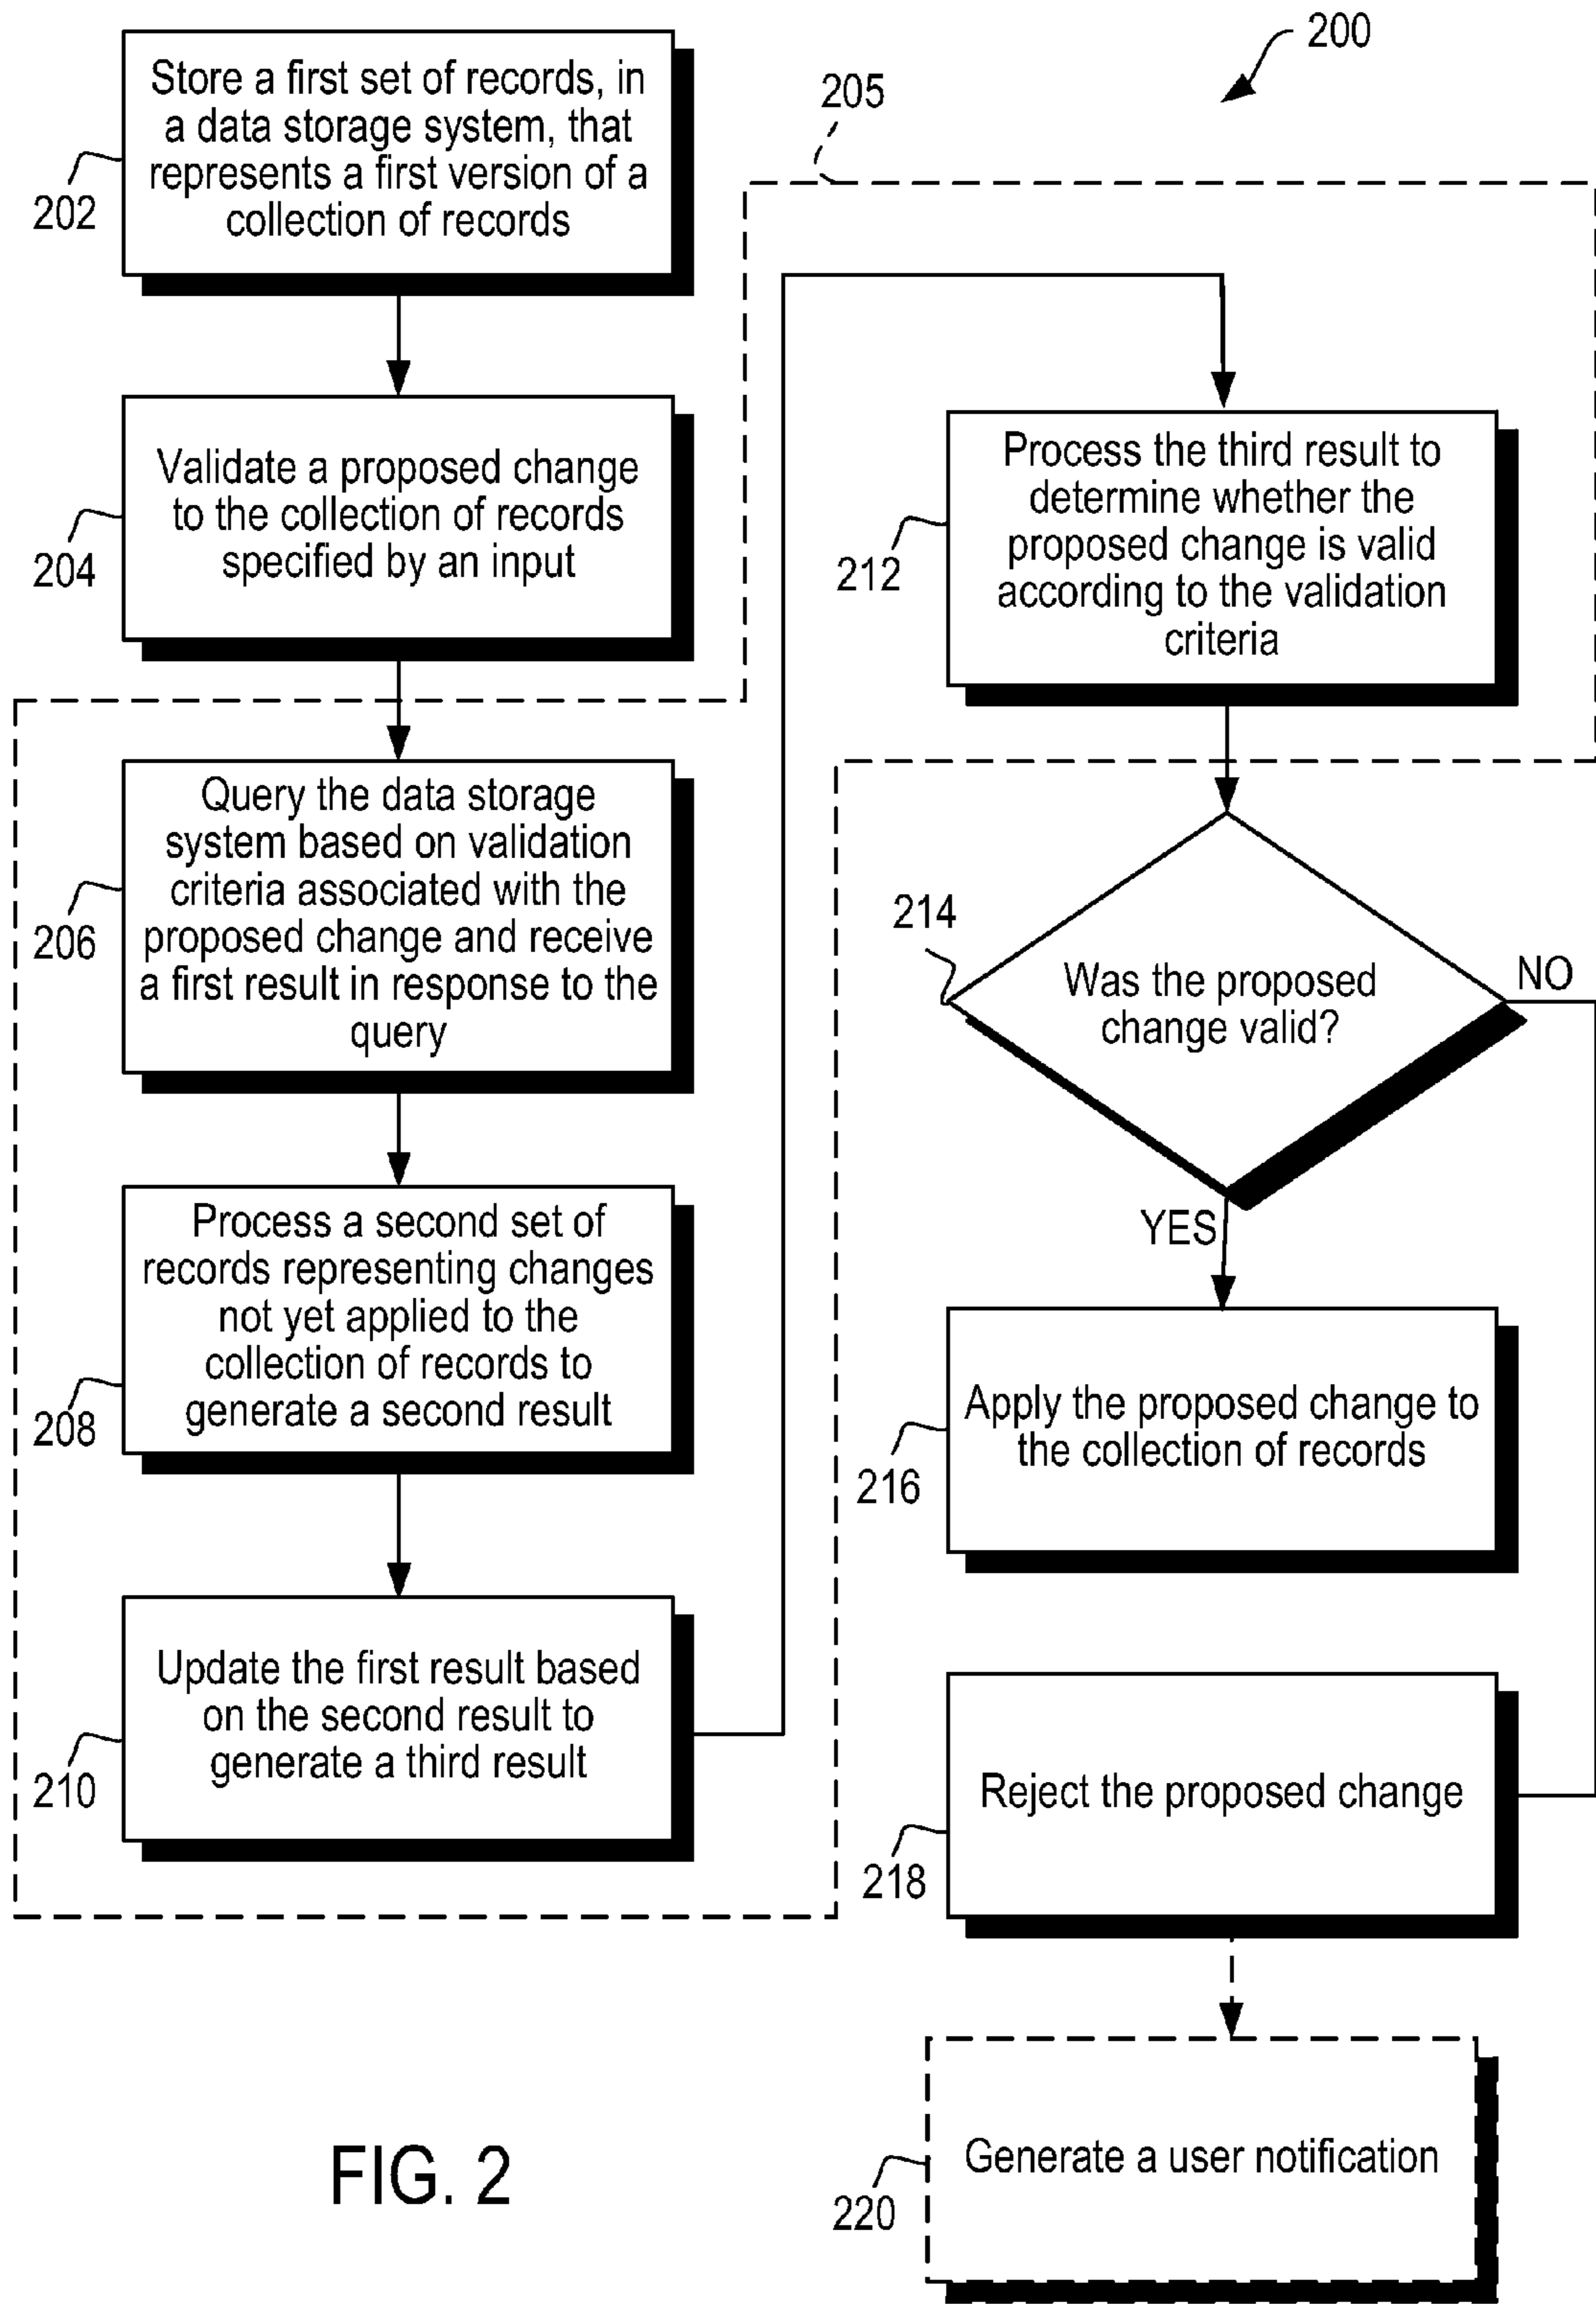 200
205
Store a first set of records, in
a data storage system, that
represents a first version of a
collection of records
202
Validate a proposed change
to the collection of records
specified by an input
204
Query the data storage
system based on validation
criteria associated with the
proposed change and receive
a first result in response to the
query
206
Process a second set of
records representing changes
not yet applied to the
collection of records to
generate a second result
208
Update the first result based
on the second result to
generate a third result
210
Process the third result to
determine whether the
proposed change is valid
according to the validation
criteria
212
214
Was the proposed
change valid?
NO
YES
Apply the proposed change to
the collection of records
216
Reject the proposed change
218
Generate a user notification
220
FIG. 2